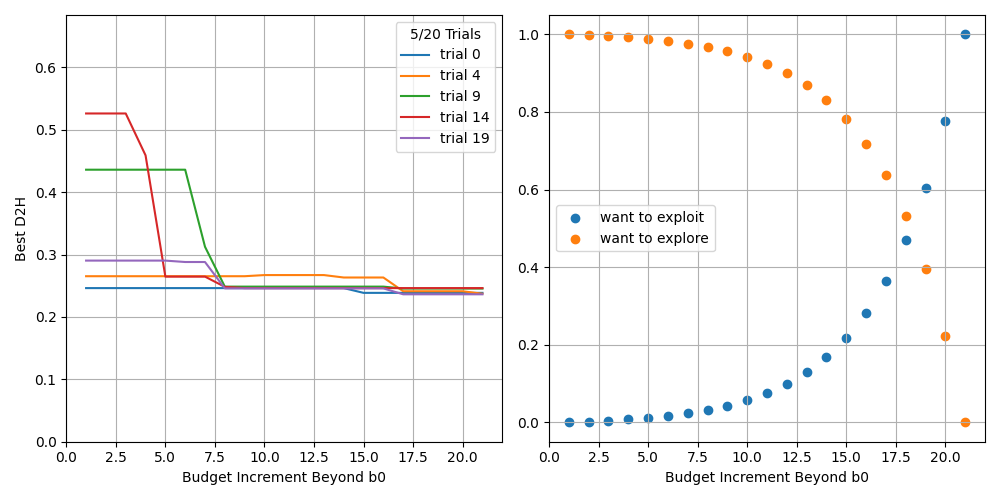 5/20 Trials
trial 0
trial 4
trial 9
trial 14
trial 19
Best D2H
0.6
0.5
0.4
0.3
0.2
0.1
0.0
0.0 2.5 5.0 7.5 10.0 12.5 15.0 17.5 20.0
Budget Increment Beyond b0
1.0
0.8
0.6
0.4
0.2
0.0
want to exploit
want to explore
0.0 2.5 5.0 7.5 10.0 12.5 15.0 17.5 20.0
Budget Increment Beyond b0